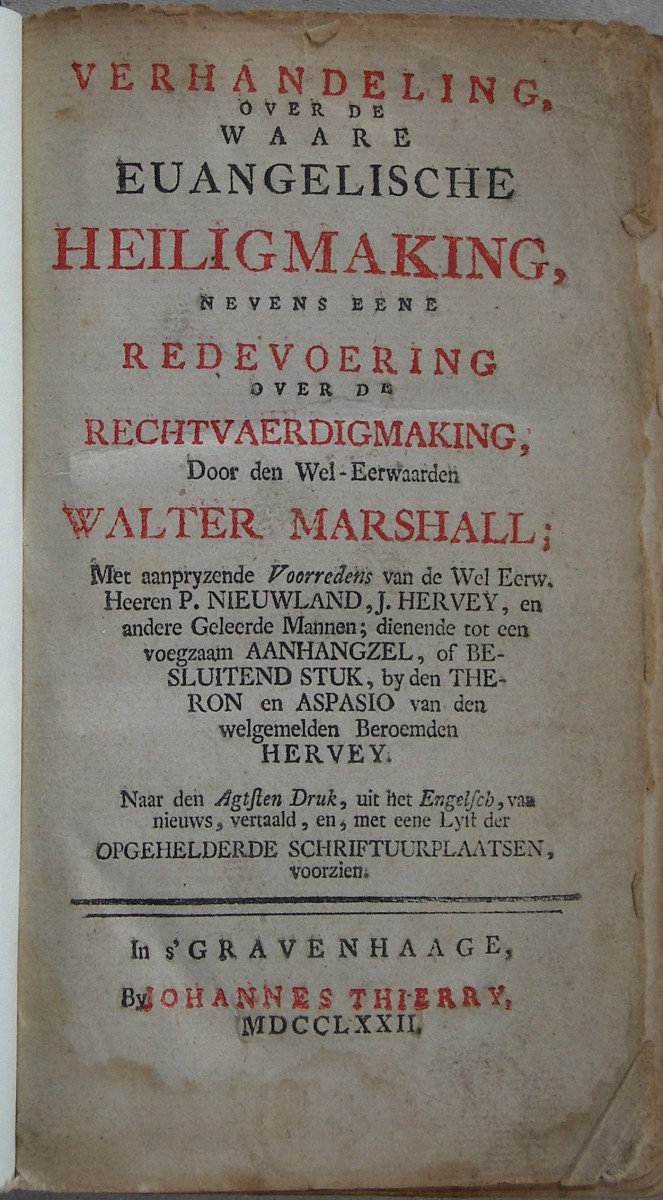 VERHANDELING,
OVER DE
WAARE
EUANGELISCHE
HEILIGMAKING,
NEVENS EENE
REDEVOERING
OVER DE
RECHTVAERDIGMAKING,
Door den Wel-Eerwaarden
WALTER MARSHALL;
Met aanpryzende Voorredens van de Wel Eerw.
Heeren P. NIEUWLAND, J. HERVEY, en
andere Geleerde Mannen; dienende tot een
voegzaam AANHANGZEL, of BE-
SLUITEND STUK, by den THE-
RON en ASPASIO van den
welgemelden Beroemden
HERVEY.
Naar den Agtſten Druk, uit het Engelſch, van
nieuws, vertaald, en, met eene Lyſt der
OPGEHELDERDE SCHRIFTUURPLAATSEN,
voorzien.
In s'GRAVENHAAGE,
By JOHANNES THIERRY,
MDCCLXXII.